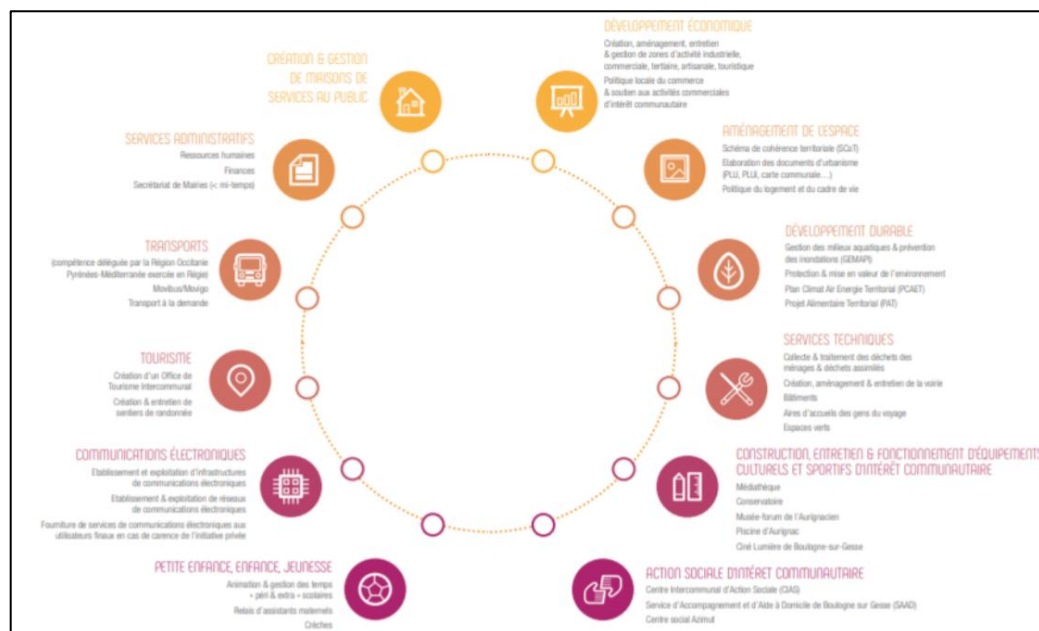 DÉVELOPPEMENT ÉCONOMIQUE
Création, aménagement, entretien
& gestion de zones d'activité industrielle,
commerciale, tertiaire, artisanale, touristique
Politique locale du commerce
& soutien aux activités commerciales
d'intérêt communautaire
AMÉNAGEMENT DE L'ESPACE
Schéma de cohérence territoriale (SCoT)
Elaboration des documents d'urbanisme
(PLU, PLUI, carte communale…)
Politique du logement et du cadre de vie
DÉVELOPPEMENT DURABLE
Gestion des milieux aquatiques & prévention
des inondations (GEMAPI)
Protection & mise en valeur de l'environnement
Plan Climat Air Energie Territorial (PCAET)
Projet Alimentaire Territorial (PAT)
SERVICES TECHNIQUES
Collecte & traitement des déchets des
ménages & déchets assimilés
Création, aménagement & entretien de la voirie
Bâtiments
Aires d'accueils des gens du voyage
Espaces verts
CONSTRUCTION, ENTRETIEN & FONCTIONNEMENT D'ÉQUIPEMENTS
CULTURELS ET SPORTIFS D'INTÉRÊT COMMUNAUTAIRE
Médiathèque
Conservatoire
Musée-forum de l'Aurignacien
Piscine d'Aurignac
Ciné Lumière de Boulogne-sur-Gesse
ACTION SOCIALE D'INTÉRET COMMUNAUTAIRE
Centre Intercommunal d'Action Sociale (CIAS)
Service d'Accompagnement et d'Aide à Domicile de Boulogne sur Gesse (SAAD)
Centre social Azimut
PETITE ENFANCE, ENFANCE, JEUNESSE
Animation & gestion des temps
« péri & extra » scolaires
Relais d'assistants maternels
Crèches
COMMUNICATIONS ÉLECTRONIQUES
Etablissement et exploitation d'infrastructures
de communications électroniques
Etablissement & exploitation de réseaux
de communications électroniques
Fourniture de services de communications électroniques aux
utilisateurs finaux en cas de carence de l'initiative privée
TOURISME
Création d'un Office de
Tourisme Intercommunal
Création & entretien de
sentiers de randonnée
TRANSPORTS
(compétence déléguée par la Région Occitanie
Pyrénées-Méditerranée exercée en Régie)
Movibus/Movigo
Transport à la demande
SERVICES ADMINISTRATIFS
Ressources humaines
Finances
Secrétariat de Mairies (< mi-temps)
CRÉATION & GESTION
DE MAISONS DE
SERVICES AU PUBLIC